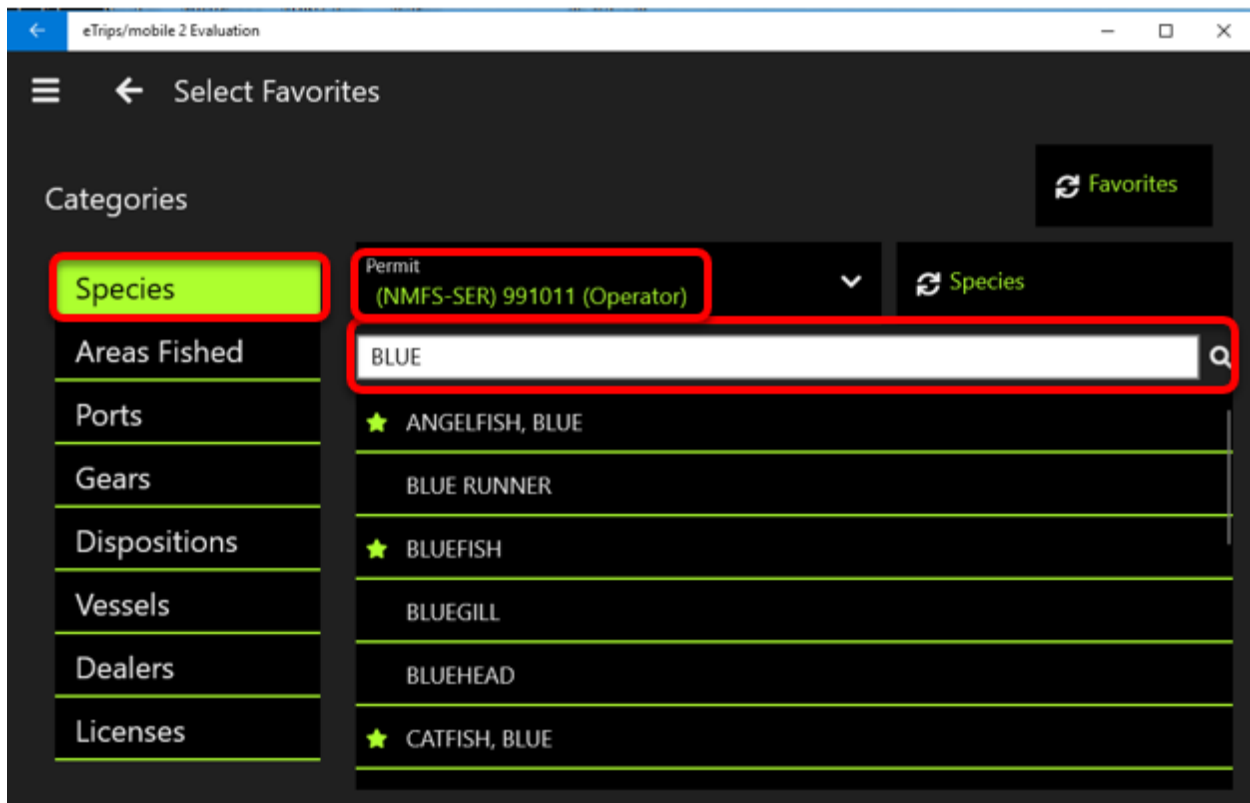 eTrips/mobile 2 Evaluation
Select Favorites
Categories
Favorites
Species
Areas Fished
Ports
Gears
Dispositions
Vessels
Dealers
Licenses
Permit
(NMFS-SER) 991011 (Operator)
Species
BLUE
ANGELFISH, BLUE
BLUE RUNNER
BLUEFISH
BLUEGILL
BLUEHEAD
CATFISH, BLUE